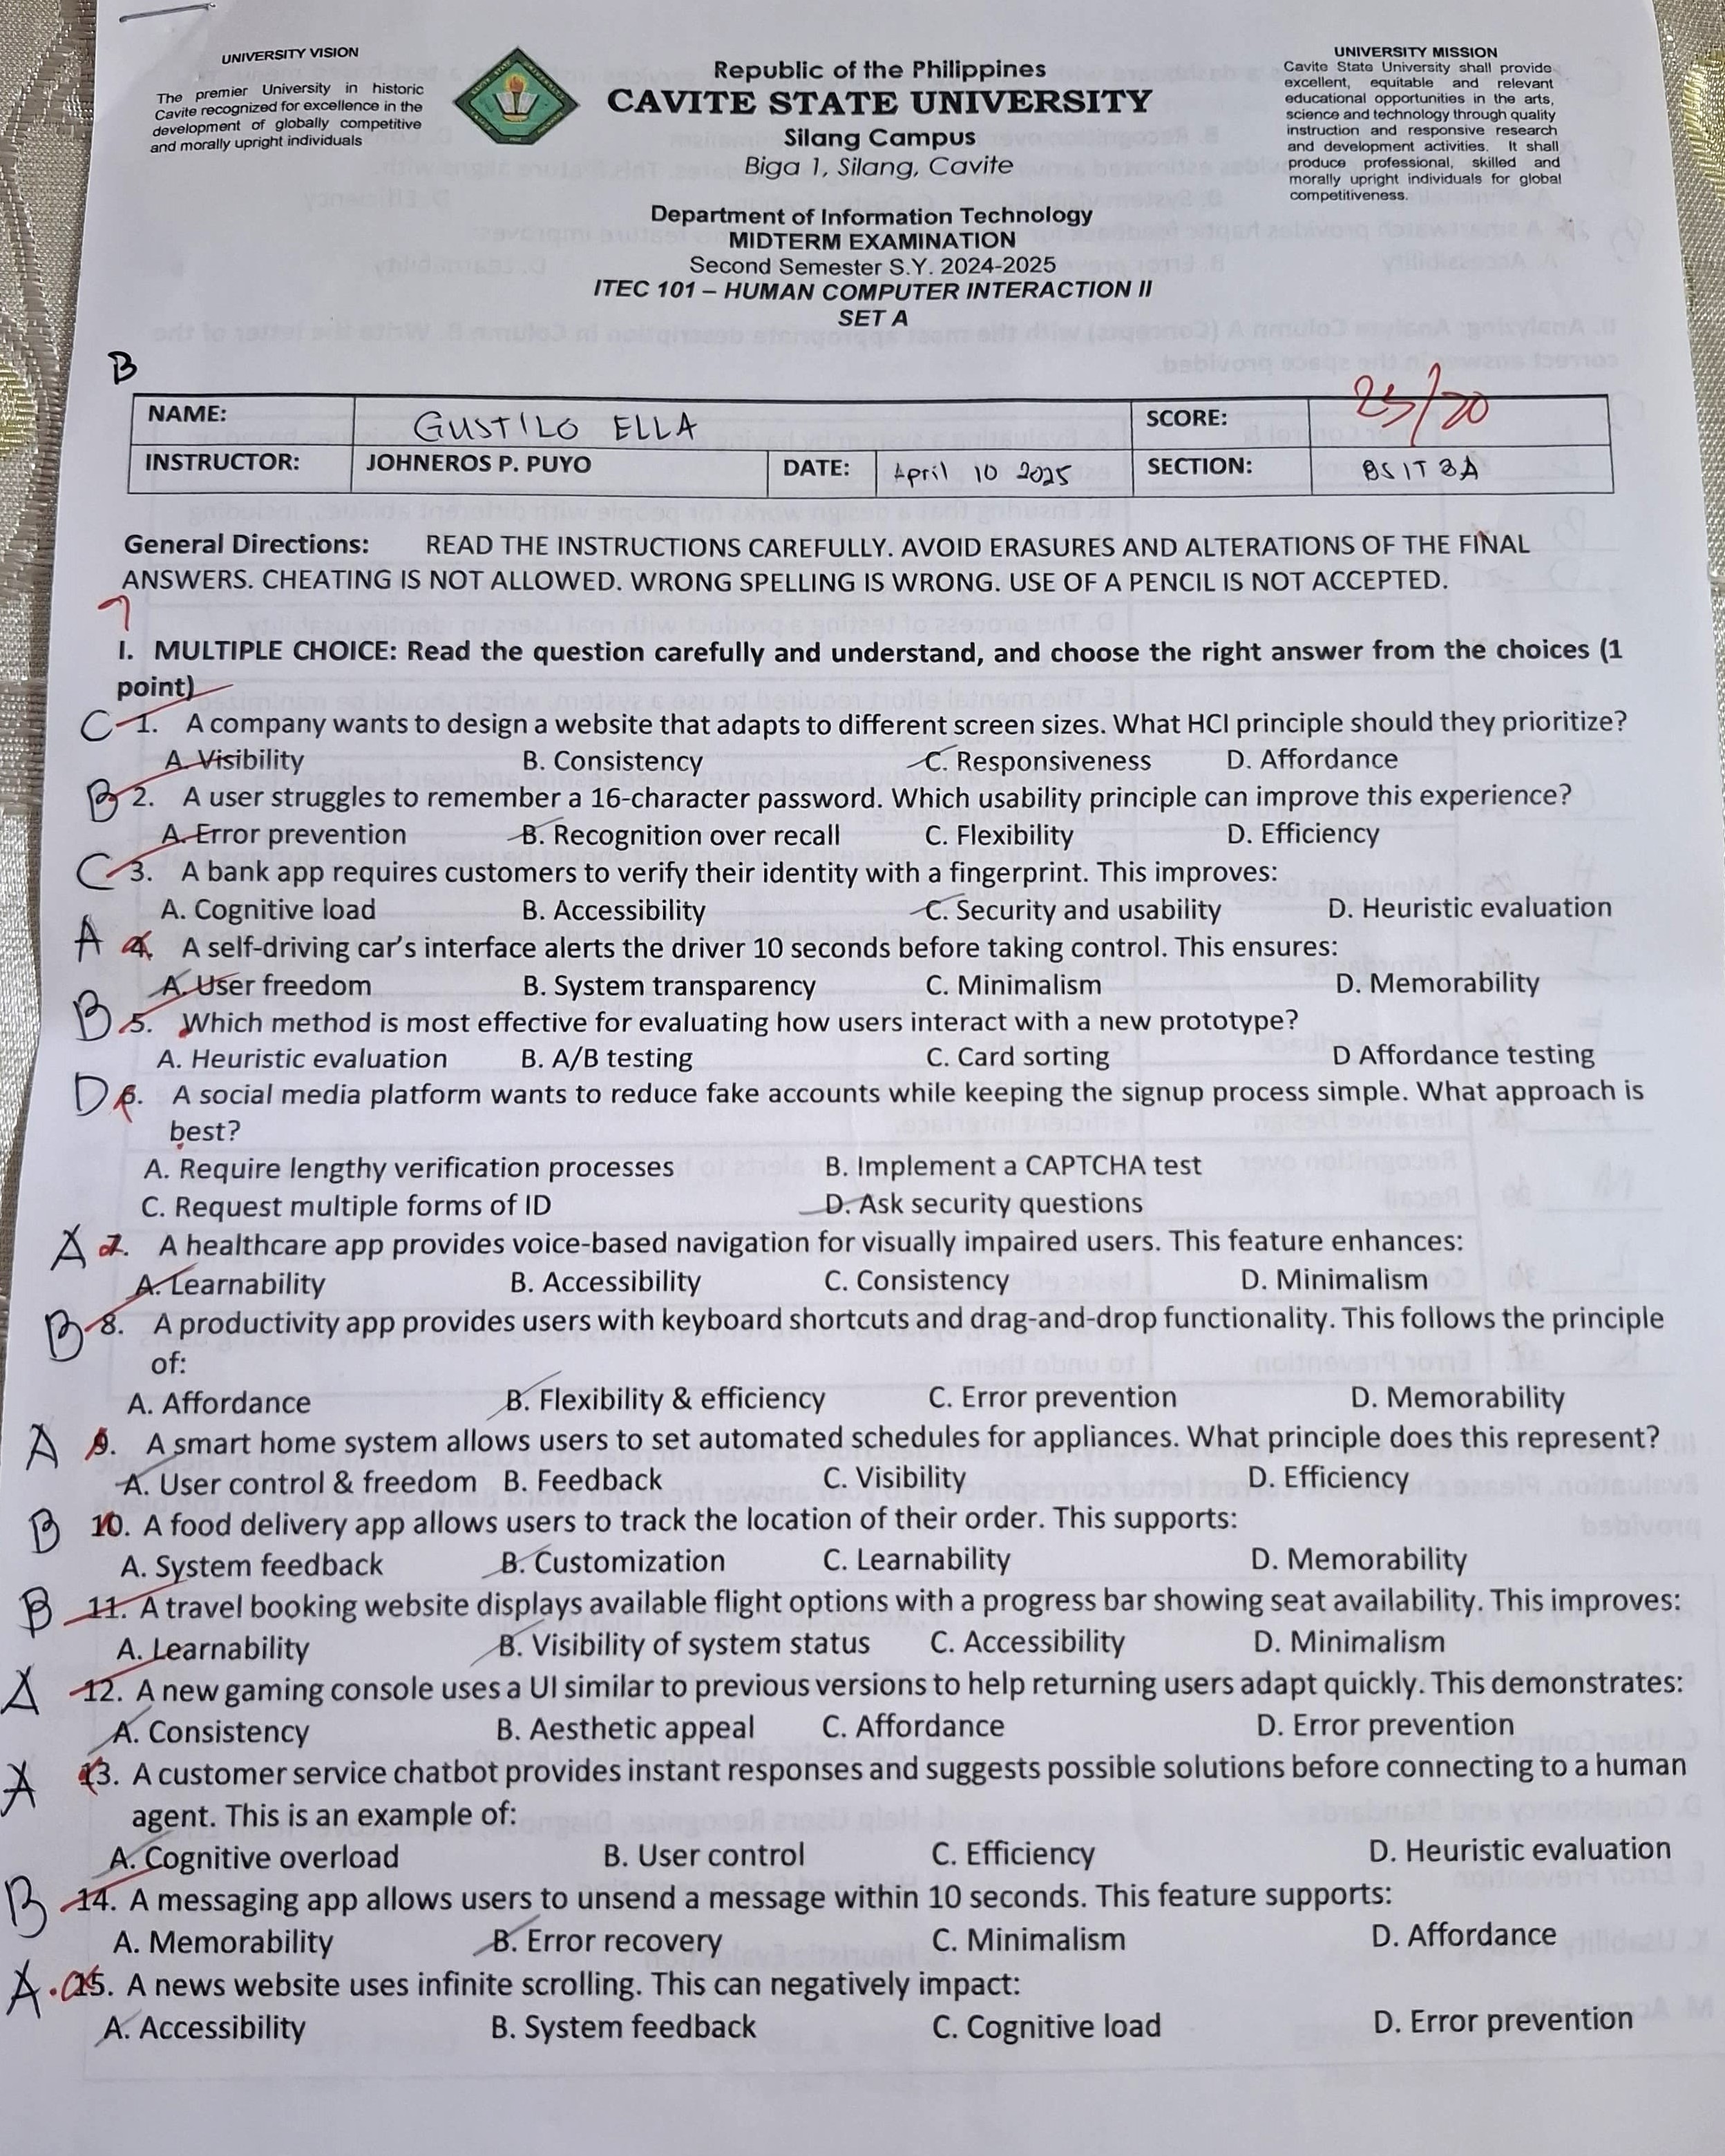 UNIVERSITY VISION
The premier University in historic
Cavite recognized for excellence in the
development of globally competitive
and morally upright individuals
Republic of the Philippines
CAVITE STATE UNIVERSITY
Silang Campus
Biga 1, Silang, Cavite
UNIVERSITY MISSION
Cavite State University shall provide
excellent, equitable and relevant
educational opportunities in the arts,
science and technology through quality
instruction and responsive research
and development activities. It shall
produce professional, skilled and
morally upright individuals for global
competitiveness.
Department of Information Technology
MIDTERM EXAMINATION
Second Semester S.Y. 2024-2025
ITEC 101 – HUMAN COMPUTER INTERACTION II
SET A
B
NAME: GUSTILO ELLA SCORE:
INSTRUCTOR: JOHNEROS P. PUYO DATE: April 10 2025 SECTION: BSIT 3A
General Directions: READ THE INSTRUCTIONS CAREFULLY. AVOID ERASURES AND ALTERATIONS OF THE FINAL
ANSWERS. CHEATING IS NOT ALLOWED. WRONG SPELLING IS WRONG. USE OF A PENCIL IS NOT ACCEPTED.
7
I. MULTIPLE CHOICE: Read the question carefully and understand, and choose the right answer from the choices (1
point)
C 1. A company wants to design a website that adapts to different screen sizes. What HCI principle should they prioritize?
A. Visibility B. Consistency C. Responsiveness D. Affordance
B 2. A user struggles to remember a 16-character password. Which usability principle can improve this experience?
A. Error prevention B. Recognition over recall C. Flexibility D. Efficiency
C 3. A bank app requires customers to verify their identity with a fingerprint. This improves:
A. Cognitive load B. Accessibility C. Security and usability D. Heuristic evaluation
A 4. A self-driving car's interface alerts the driver 10 seconds before taking control. This ensures:
A. User freedom B. System transparency C. Minimalism D. Memorability
B 5. Which method is most effective for evaluating how users interact with a new prototype?
A. Heuristic evaluation B. A/B testing C. Card sorting D Affordance testing
D 6. A social media platform wants to reduce fake accounts while keeping the signup process simple. What approach is
best?
A. Require lengthy verification processes B. Implement a CAPTCHA test
C. Request multiple forms of ID D. Ask security questions
A 7. A healthcare app provides voice-based navigation for visually impaired users. This feature enhances:
A. Learnability B. Accessibility C. Consistency D. Minimalism
B 8. A productivity app provides users with keyboard shortcuts and drag-and-drop functionality. This follows the principle
of:
A. Affordance B. Flexibility & efficiency C. Error prevention D. Memorability
A 9. A smart home system allows users to set automated schedules for appliances. What principle does this represent?
A. User control & freedom B. Feedback C. Visibility D. Efficiency
B 10. A food delivery app allows users to track the location of their order. This supports:
A. System feedback B. Customization C. Learnability D. Memorability
B 11. A travel booking website displays available flight options with a progress bar showing seat availability. This improves:
A. Learnability B. Visibility of system status C. Accessibility D. Minimalism
A 12. A new gaming console uses a UI similar to previous versions to help returning users adapt quickly. This demonstrates:
A. Consistency B. Aesthetic appeal C. Affordance D. Error prevention
A 13. A customer service chatbot provides instant responses and suggests possible solutions before connecting to a human
agent. This is an example of:
A. Cognitive overload B. User control C. Efficiency D. Heuristic evaluation
B 14. A messaging app allows users to unsend a message within 10 seconds. This feature supports:
A. Memorability B. Error recovery C. Minimalism D. Affordance
A 15. A news website uses infinite scrolling. This can negatively impact:
A. Accessibility B. System feedback C. Cognitive load D. Error prevention